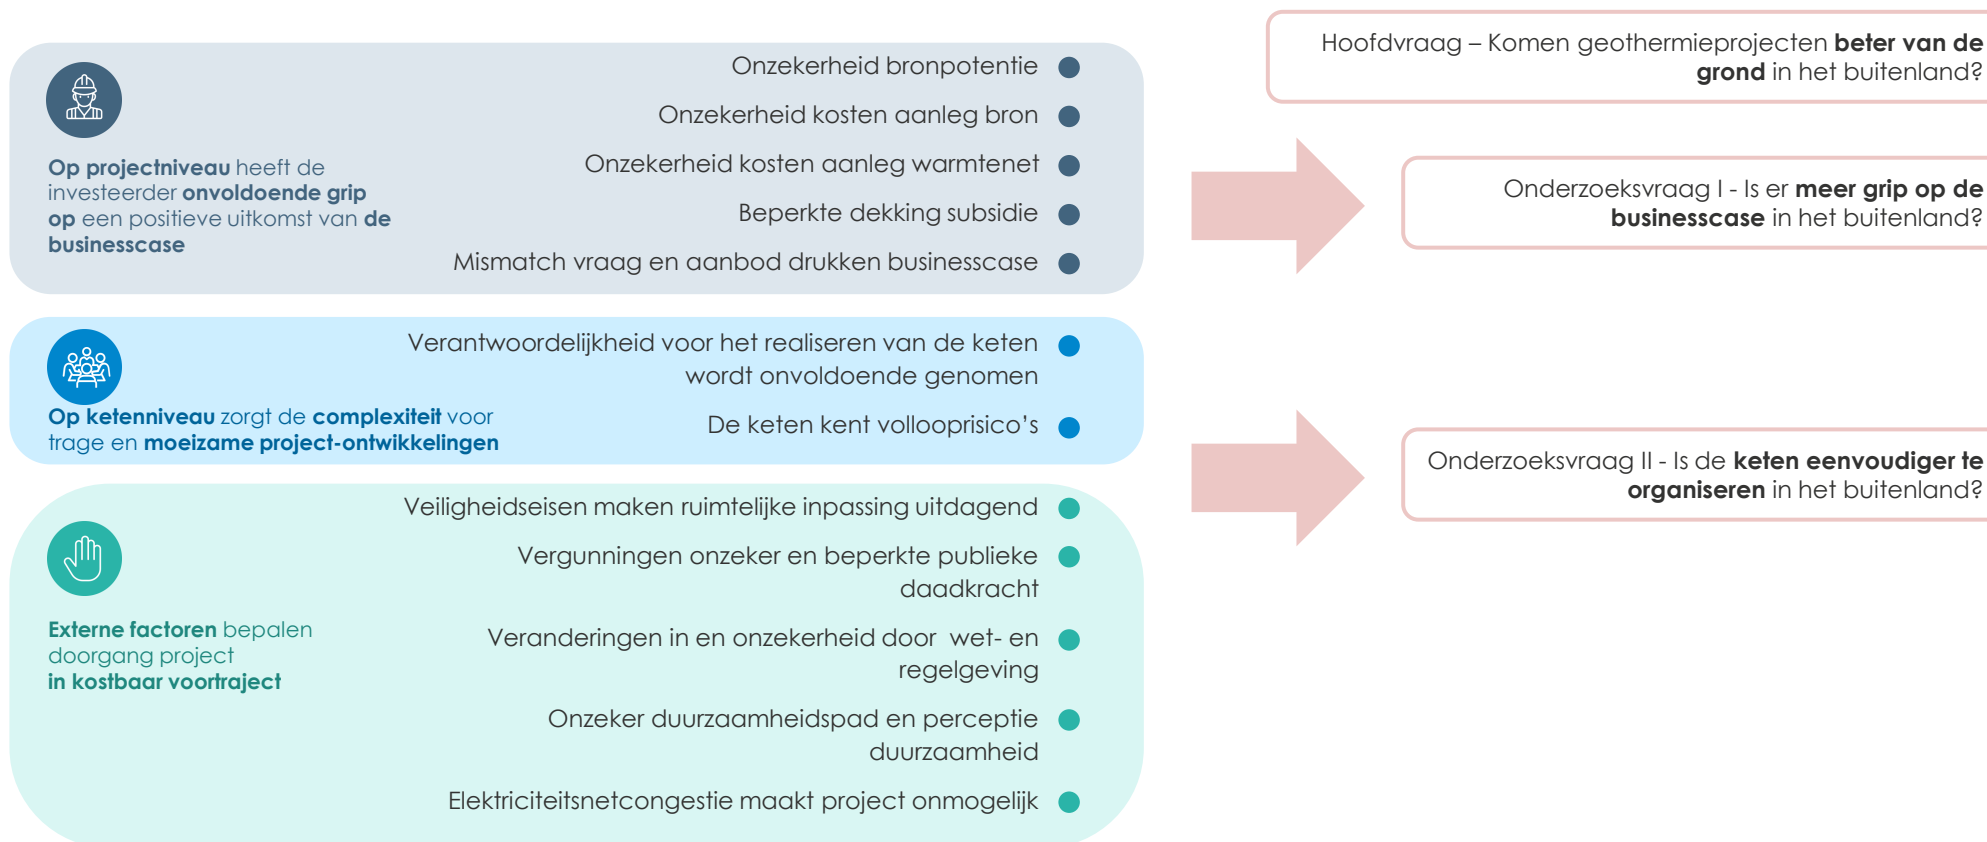 Op projectniveau heeft de
investeerder onvoldoende grip
op een positieve uitkomst van de
businesscase
Onzekerheid bronpotentie
Onzekerheid kosten aanleg bron
Onzekerheid kosten aanleg warmtenet
Beperkte dekking subsidie
Mismatch vraag en aanbod drukken businesscase
Op ketenniveau zorgt de complexiteit voor
trage en moeizame project-ontwikkelingen
Verantwoordelijkheid voor het realiseren van de keten
wordt onvoldoende genomen
De keten kent vollooprisico's
Externe factoren bepalen
doorgang project
in kostbaar voortraject
Veiligheidseisen maken ruimtelijke inpassing uitdagend
Vergunningen onzeker en beperkte publieke
daadkracht
Veranderingen in en onzekerheid door  wet- en
regelgeving
Onzeker duurzaamheidspad en perceptie
duurzaamheid
Elektriciteitsnetcongestie maakt project onmogelijk
Hoofdvraag – Komen geothermieprojecten beter van de
grond in het buitenland?
Onderzoeksvraag I - Is er meer grip op de
businesscase in het buitenland?
Onderzoeksvraag II - Is de keten eenvoudiger te
organiseren in het buitenland?